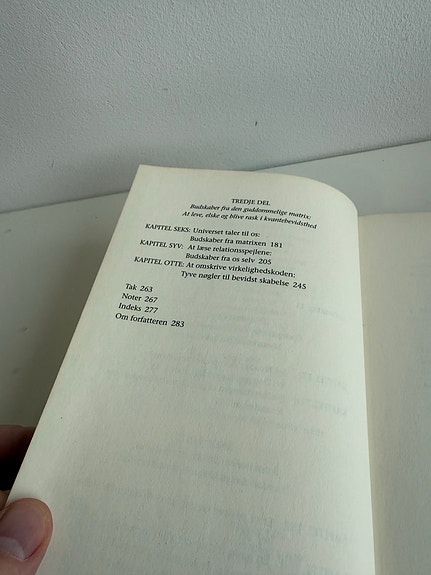 TREDJE DEL
Budskaber fra den guddommelige matrix;
At leve, elske og blive rask i kvantebevidsthed
KAPITEL SEKS: Universet taler til os:
Budskaber fra matrixen 181
KAPITEL SYV: At læse relationsspejlene:
Budskaber fra os selv 205
KAPITEL OTTE: At omskrive virkelighedskoden:
Tyve nøgler til bevidst skabelse 245
Tak 263
Noter 267
Indeks 277
Om forfatteren 283